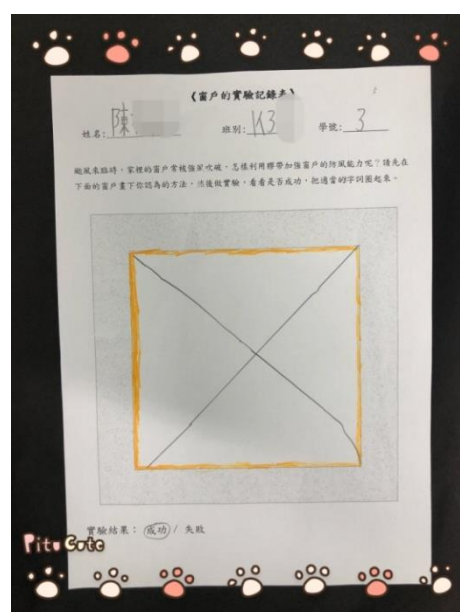 《窗戶的實驗記錄表》
姓名: 陳 班別: K3 學號: 3
颱風來臨時，家裡的窗戶常被強風吹破，怎樣利用膠帶加強窗戶的防風能力呢？請先在
下面的窗戶畫下你認為的方法，然後做實驗，看看是否成功，把適當的字詞圈起來。
實驗結果： 成功 / 失敗
Pitu Cute